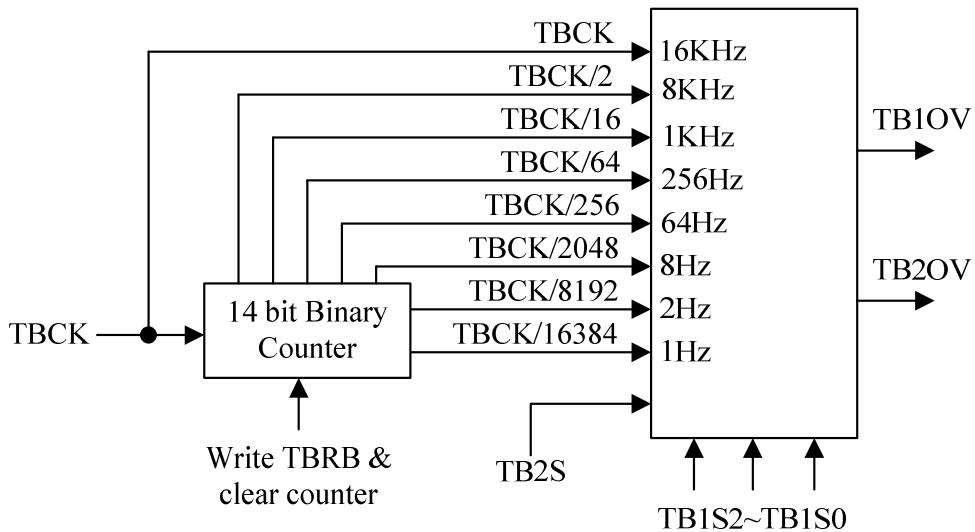 TBCK
16KHz
TBCK/2
8KHz
TBCK/16
1KHz
TBCK/64
256Hz
TBCK/256
64Hz
TBCK/2048
8Hz
TBCK/8192
2Hz
TBCK/16384
1Hz
TB1OV
TB2OV
TBCK
14 bit Binary
Counter
Write TBRB &
clear counter
TB2S
TB1S2~TB1S0